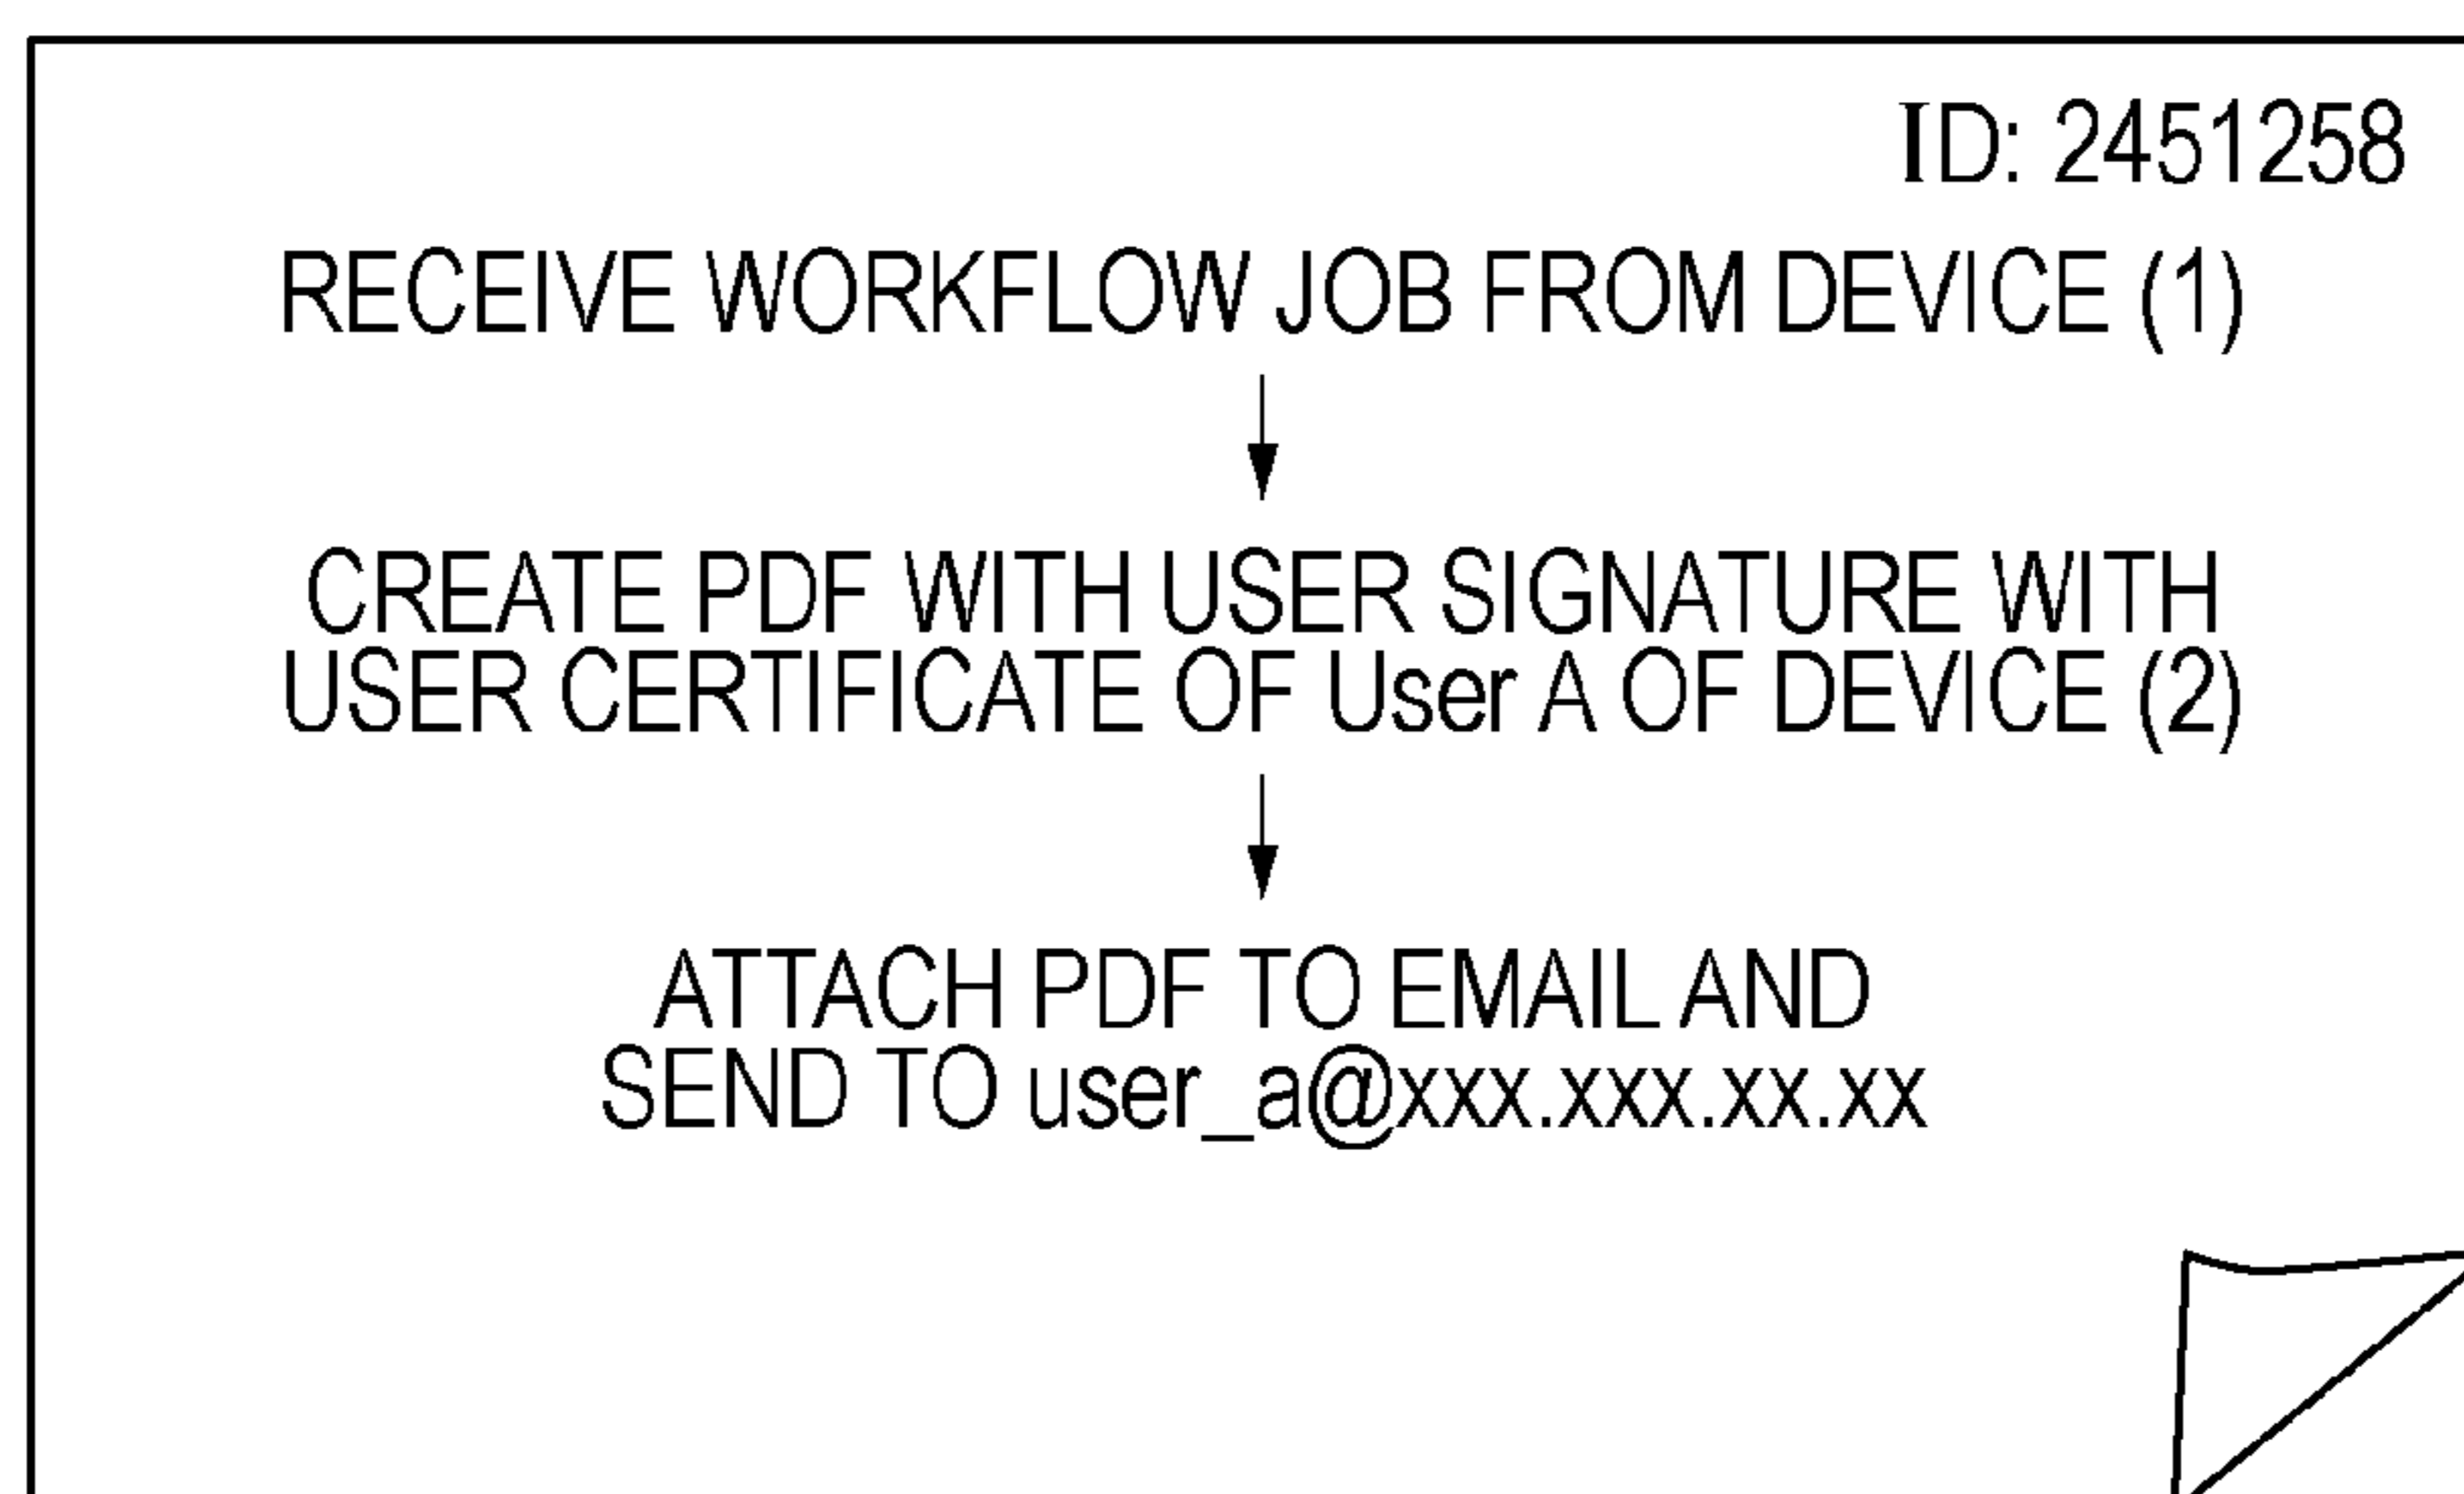 ID: 2451258
RECEIVE WORKFLOW JOB FROM DEVICE (1)
CREATE PDF WITH USER SIGNATURE WITH
USER CERTIFICATE OF User A OF DEVICE (2)
ATTACH PDF TO EMAIL AND
SEND TO user_a@xxx.xxx.xx.xx